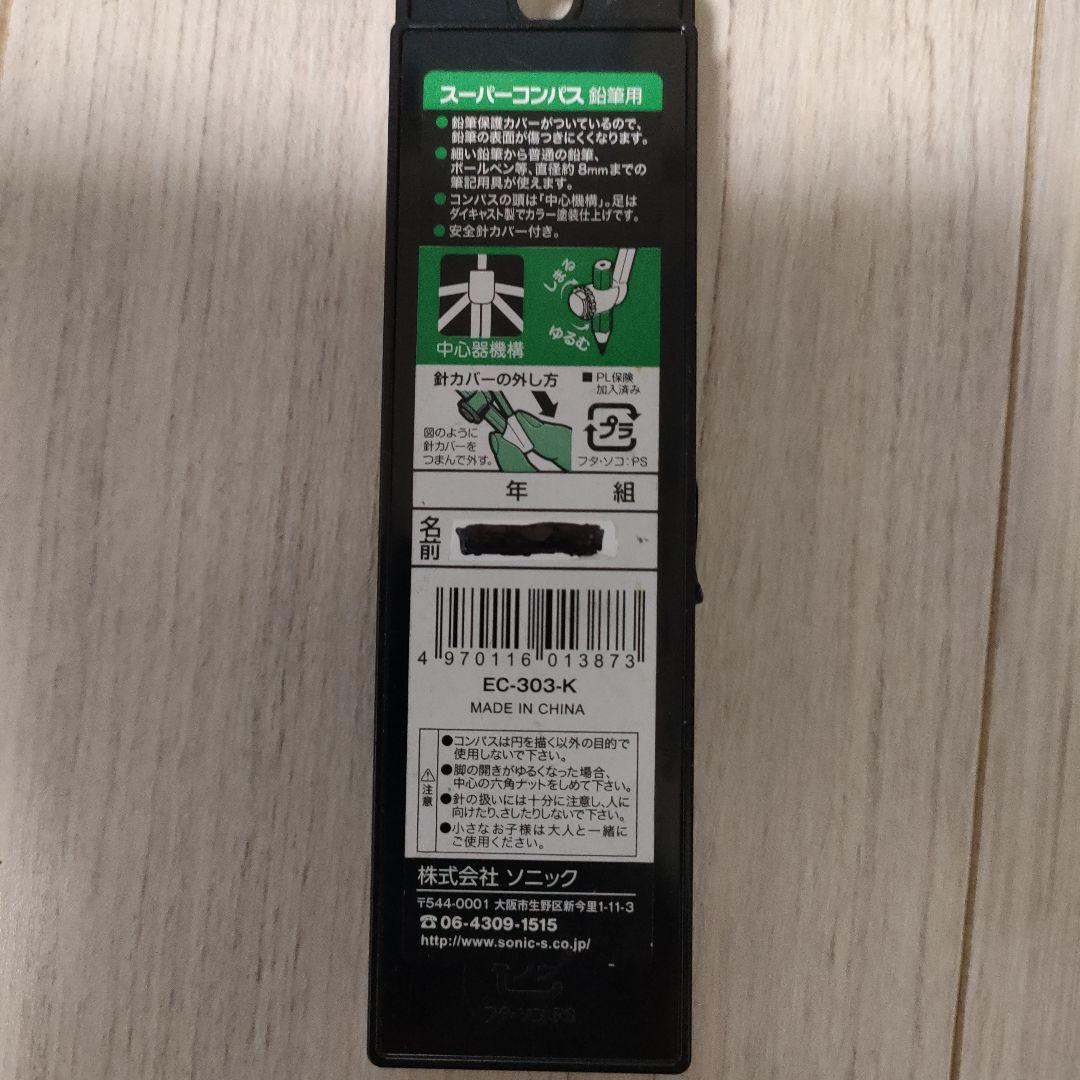 スーパーコンパス 鉛筆用
●鉛筆保護カバーがついているので、
鉛筆の表面が傷つきにくくなります。
●細い鉛筆から普通の鉛筆、
ボールペン等、直径約8mmまでの
筆記用具が使えます。
●コンパスの頭は「中心機構」。足は
ダイキャスト製でカラー塗装仕上げです。
●安全針カバー付き。
しまる
ゆるむ
中心器機構
針カバーの外し方
■PL保険
加入済み
図のように
針カバーを
つまんで外す。
プラ
フタ・ソコ:PS
年 組
名前
4 970116 013873
EC-303-K
MADE IN CHINA
⚠注意
●コンパスは円を描く以外の目的で
使用しないで下さい。
●脚の開きがゆるくなった場合、
中心の六角ナットをしめて下さい。
●針の扱いには十分に注意し、人に
向けたり、さしたりしないで下さい。
●小さなお子様は大人と一緒に
ご使用ください。
株式会社 ソニック
〒544-0001 大阪市生野区新今里1-11-3
☎06-4309-1515
http://www.sonic-s.co.jp/
プラ
フタ・ソコ:PS